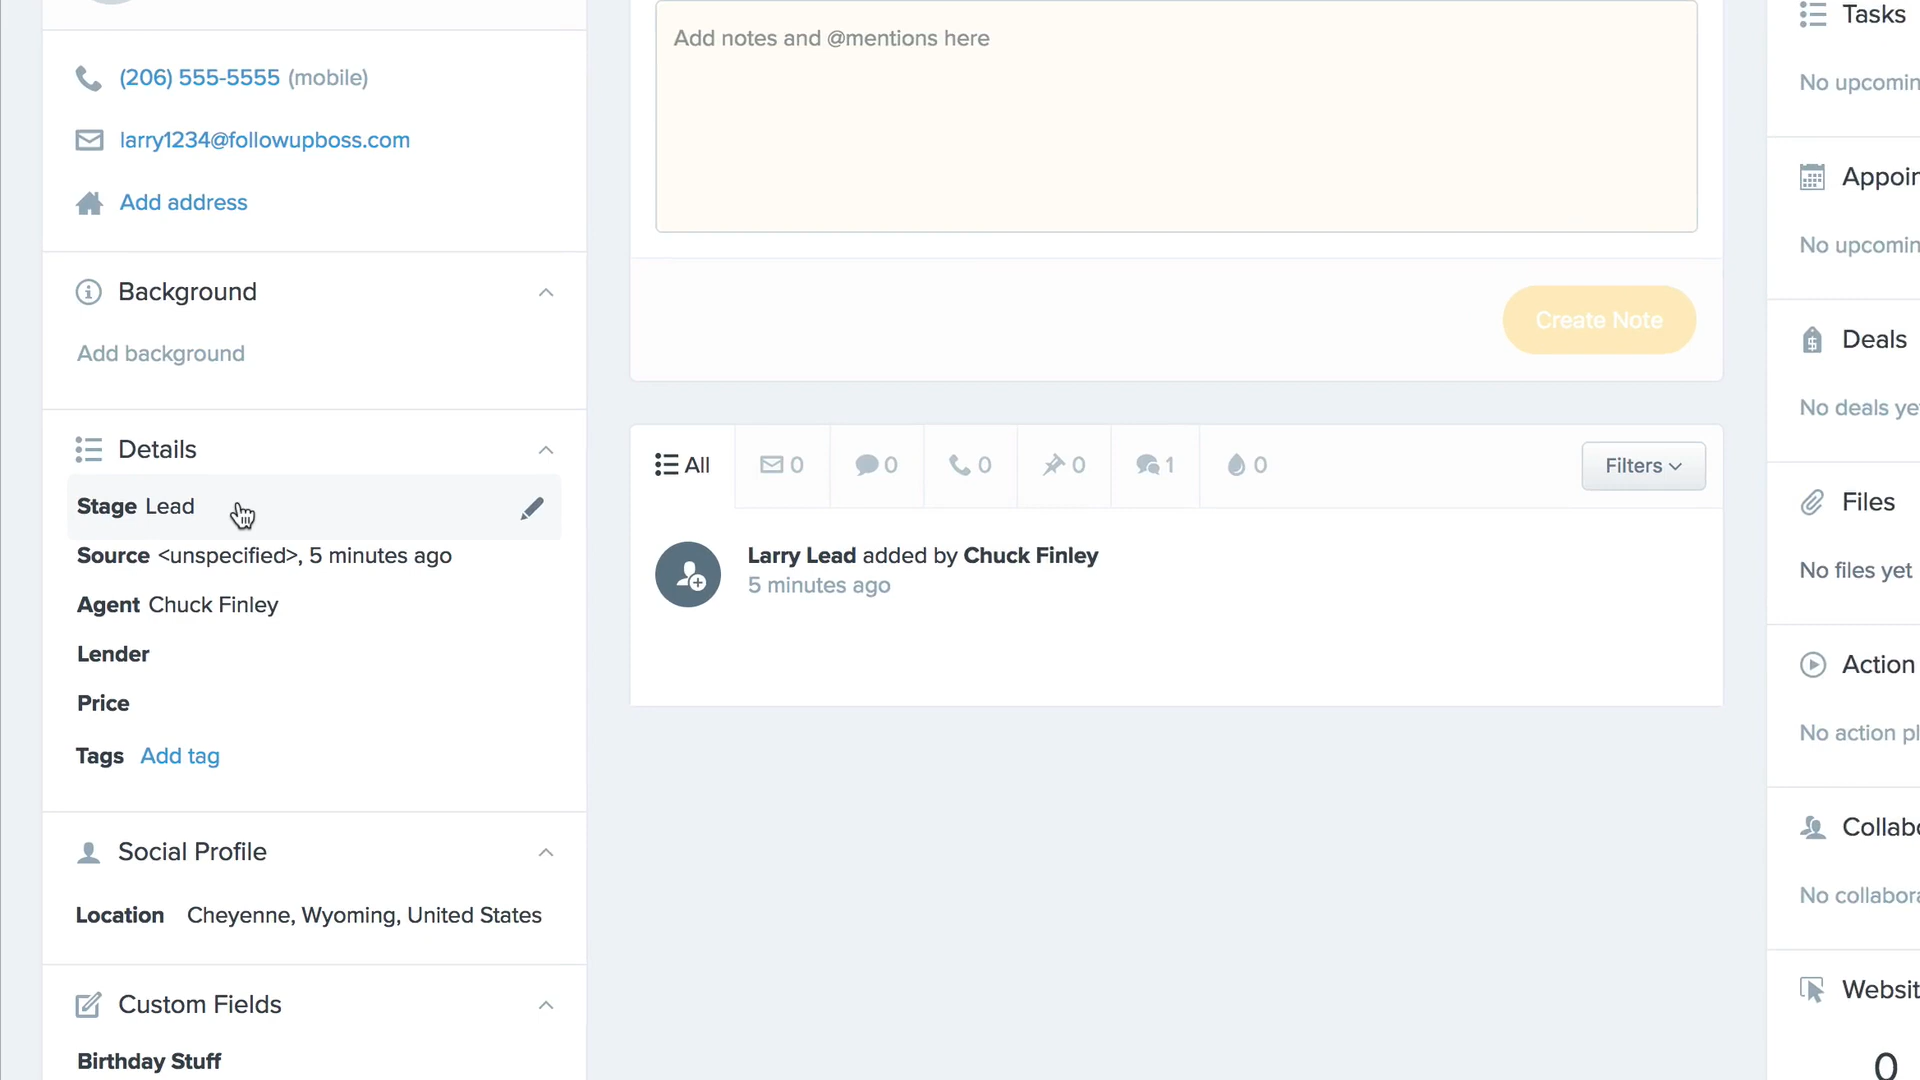 (206) 555-5555 (mobile)
larry1234@followupboss.com
Add address
Background
Add background
Details
Stage Lead
Source <unspecified>, 5 minutes ago
Agent Chuck Finley
Lender
Price
Tags Add tag
Social Profile
Location Cheyenne, Wyoming, United States
Custom Fields
Birthday Stuff
Add notes and @mentions here
Create Note
All 0 0 0 0 1 0 Filters
Larry Lead added by Chuck Finley
5 minutes ago
Tasks
No upcomin
Appoin
No upcomin
Deals
No deals ye
Files
No files yet
Action
No action pl
Collabo
No collabora
Websit
0